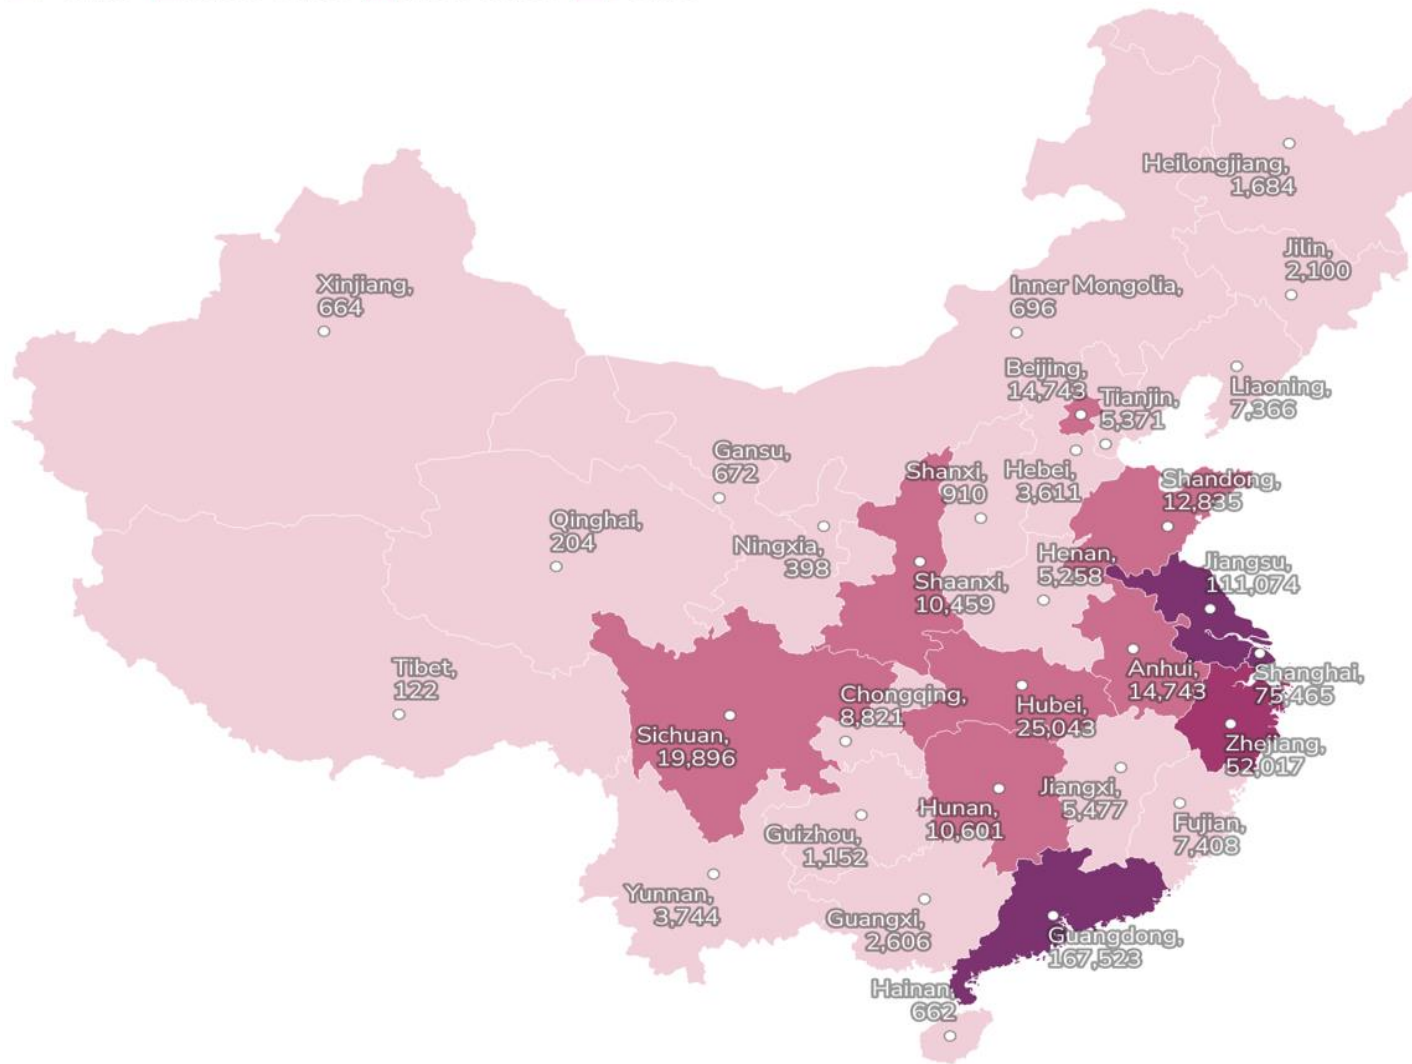 Heilongjiang,
1,684
Jilin,
2,100
Xinjiang,
664
Inner Mongolia,
696
Beijing,
14,743
Tianjin,
5,371
Liaoning,
7,366
Gansu,
672
Shanxi,
910
Hebei,
3,611
Shandong,
12,835
Qinghai,
204
Ningxia,
398
Henan,
5,258
Jiangsu,
111,074
Shaanxi,
10,459
Tibet,
122
Chongqing,
8,821
Hubei,
25,043
Anhui,
14,743
Shanghai,
75,465
Sichuan,
19,896
Zhejiang,
52,017
Jiangxi,
5,477
Hunan,
10,601
Guizhou,
1,152
Fujian,
7,408
Yunnan,
3,744
Guangxi,
2,606
Guangdong,
167,523
Hainan,
662